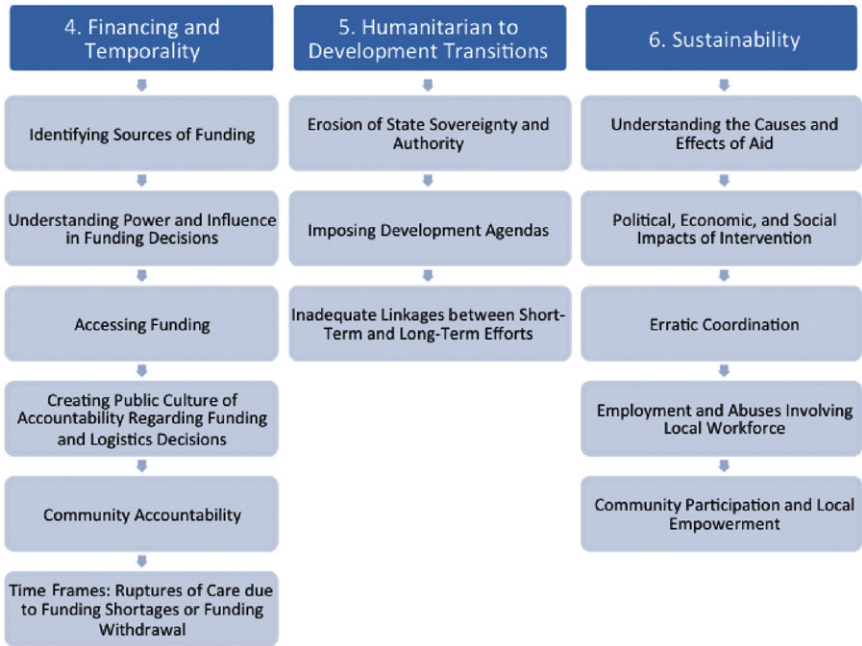 4. Financing and
Temporality
Identifying Sources of Funding
Understanding Power and Influence
in Funding Decisions
Accessing Funding
Creating Public Culture of
Accountability Regarding Funding
and Logistics Decisions
Community Accountability
Time Frames: Ruptures of Care due
to Funding Shortages or Funding
Withdrawal
5. Humanitarian to
Development Transitions
Erosion of State Sovereignty and
Authority
Imposing Development Agendas
Inadequate Linkages between Short-
Term and Long-Term Efforts
6. Sustainability
Understanding the Causes and
Effects of Aid
Political, Economic, and Social
Impacts of Intervention
Erratic Coordination
Employment and Abuses Involving
Local Workforce
Community Participation and Local
Empowerment